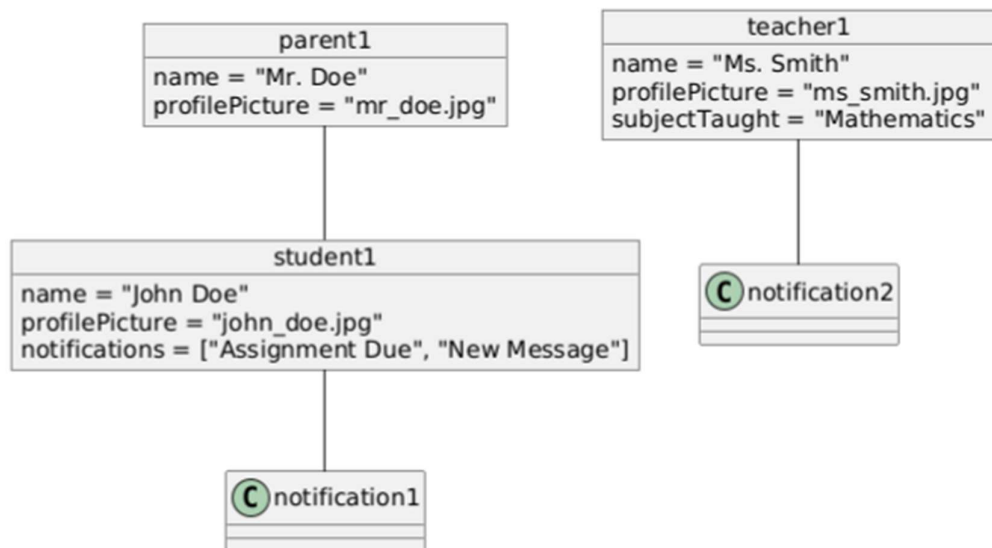 parent1
name = "Mr. Doe"
profilePicture = "mr_doe.jpg"
teacher1
name = "Ms. Smith"
profilePicture = "ms_smith.jpg"
subjectTaught = "Mathematics"
student1
name = "John Doe"
profilePicture = "john_doe.jpg"
notifications = ["Assignment Due", "New Message"]
C notification2
C notification1